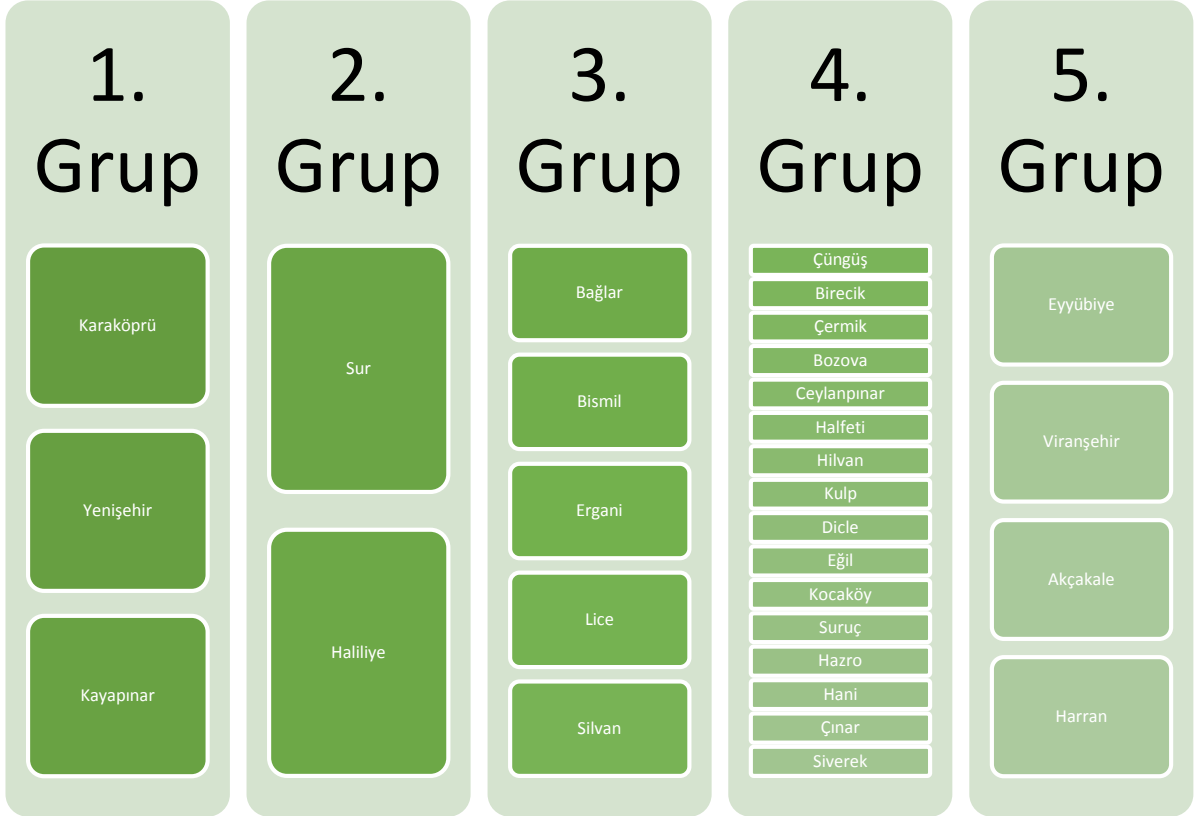 1.
Grup
Karaköprü
Yenişehir
Kayapınar
2.
Grup
Sur
Haliliye
3.
Grup
Bağlar
Bismil
Ergani
Lice
Silvan
4.
Grup
Çüngüş
Birecik
Çermik
Bozova
Ceylanpınar
Halfeti
Hilvan
Kulp
Dicle
Eğil
Kocaköy
Suruç
Hazro
Hani
Çınar
Siverek
5.
Grup
Eyyübiye
Viranşehir
Akçakale
Harran